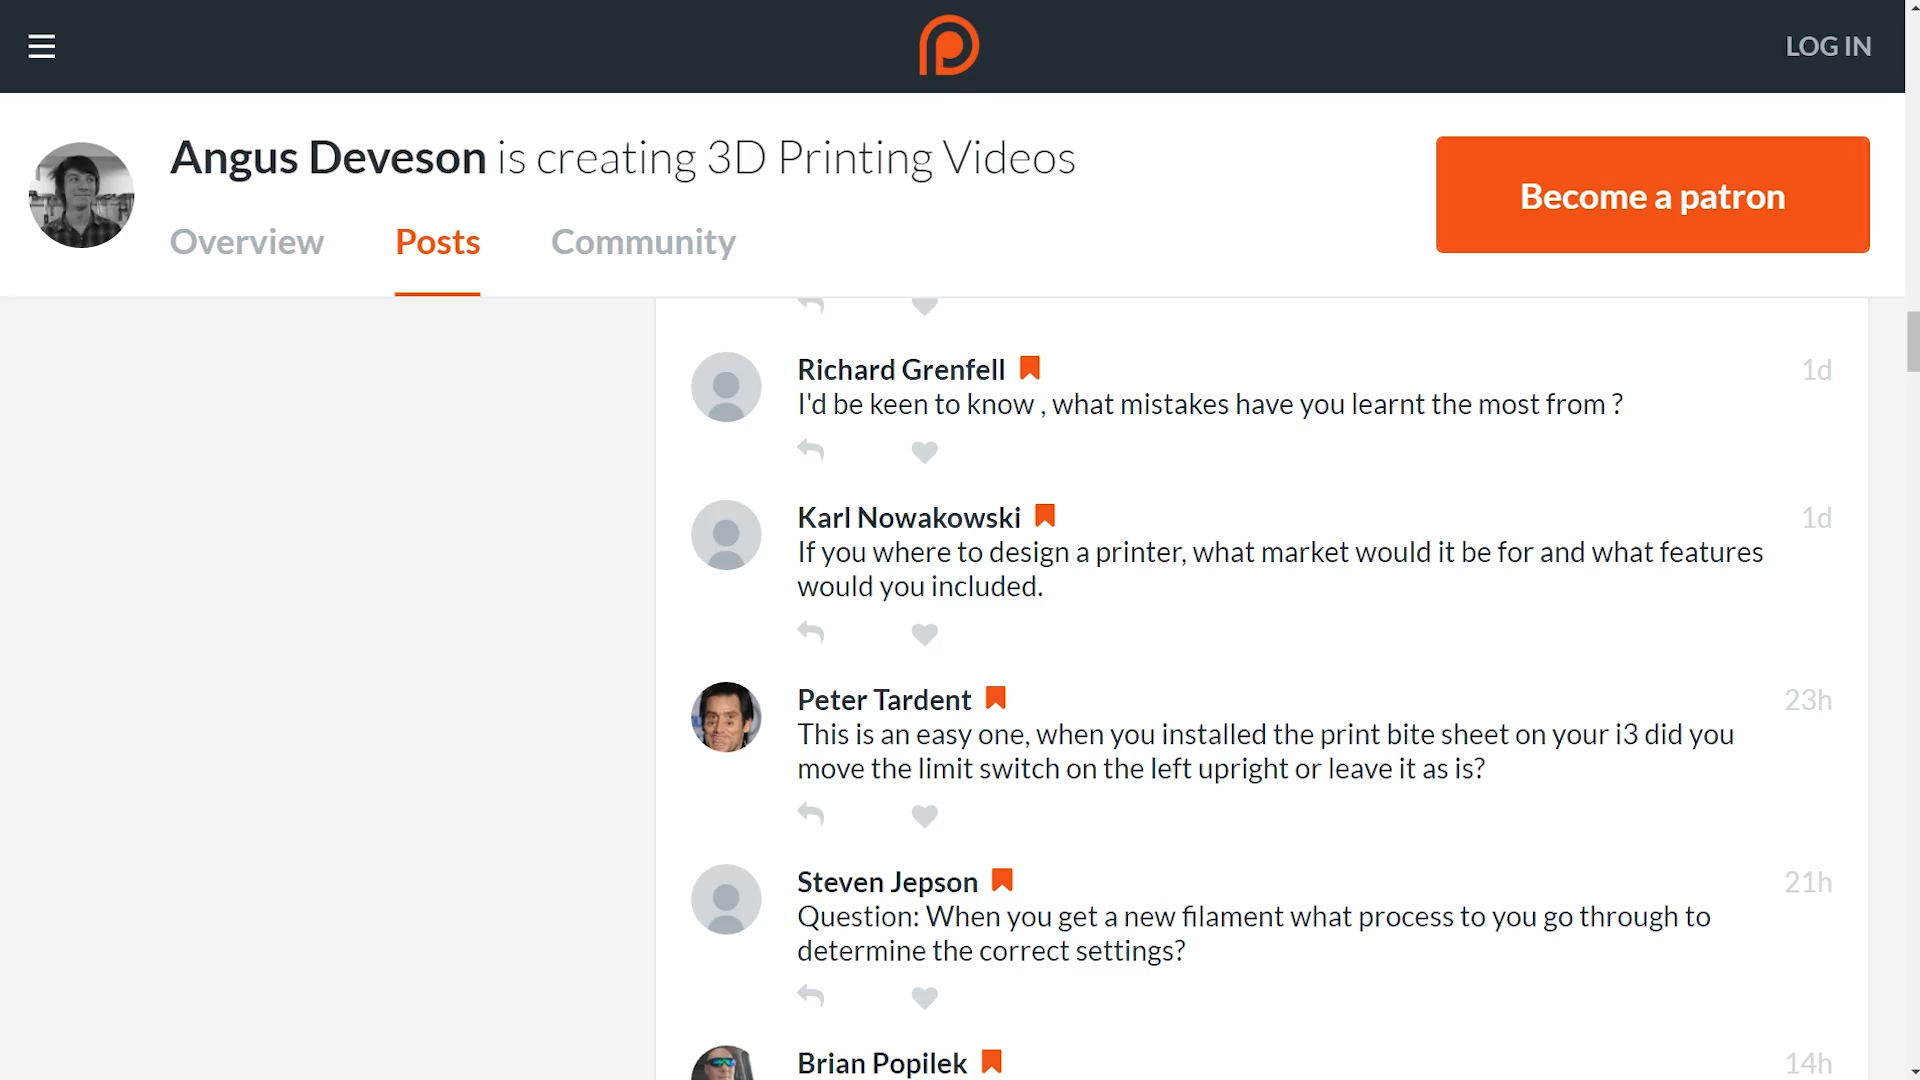 LOG IN
Angus Deveson is creating 3D Printing Videos
Become a patron
Overview Posts Community
Richard Grenfell 1d
I'd be keen to know , what mistakes have you learnt the most from ?
Karl Nowakowski 1d
If you where to design a printer, what market would it be for and what features
would you included.
Peter Tardent 23h
This is an easy one, when you installed the print bite sheet on your i3 did you
move the limit switch on the left upright or leave it as is?
Steven Jepson 21h
Question: When you get a new filament what process to you go through to
determine the correct settings?
Brian Popilek 14h